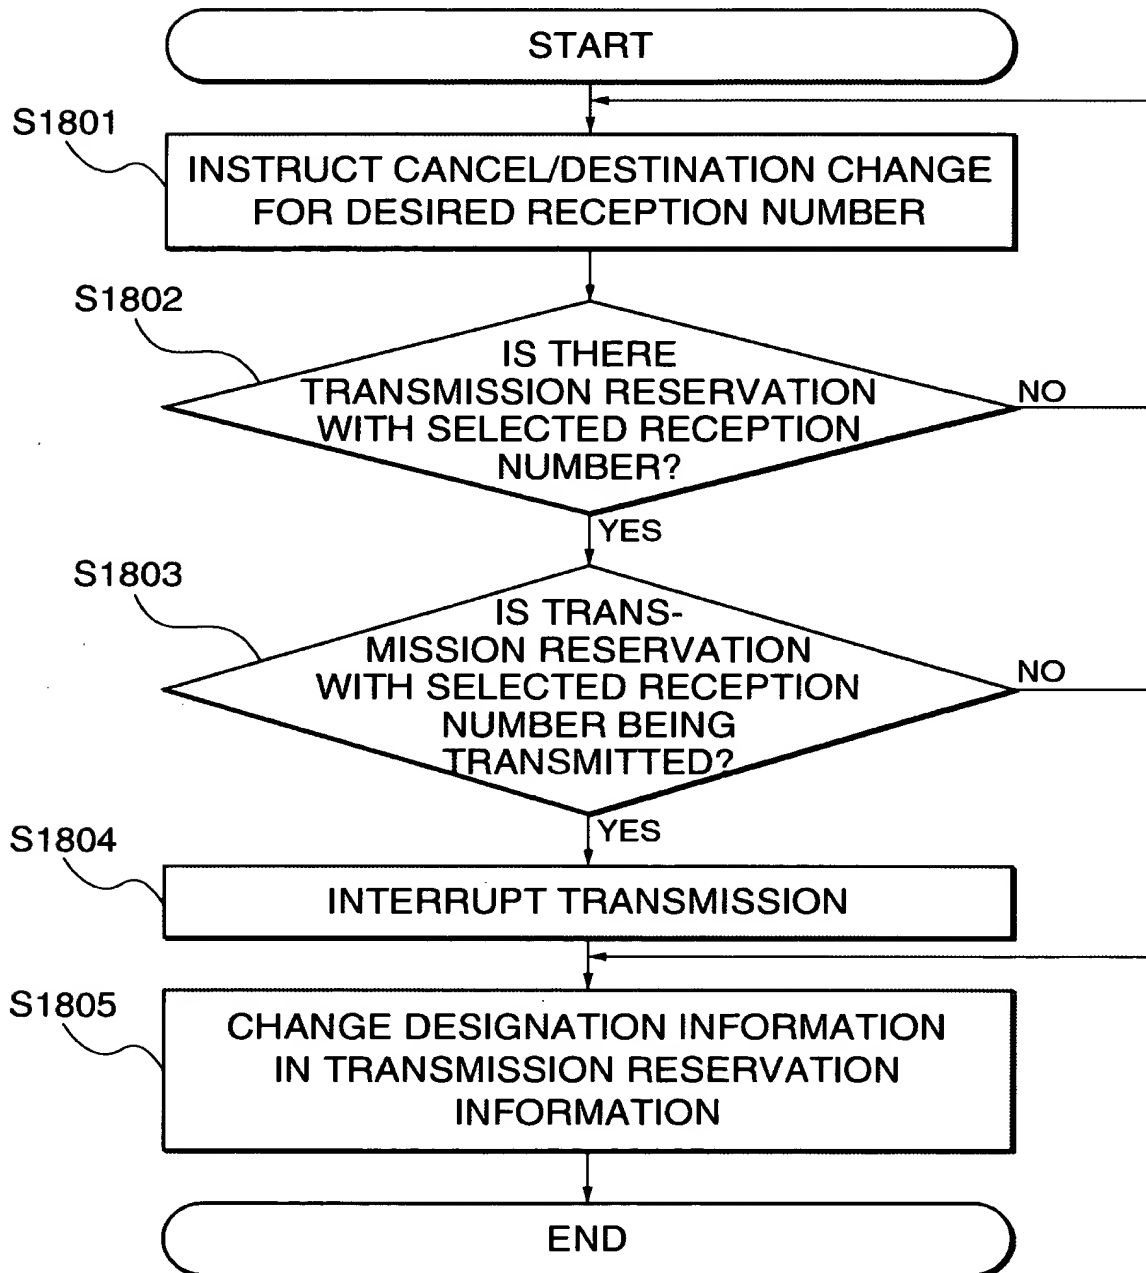 START
S1801
INSTRUCT CANCEL/DESTINATION CHANGE
FOR DESIRED RECEPTION NUMBER
S1802
IS THERE
TRANSMISSION RESERVATION
WITH SELECTED RECEPTION
NUMBER?
NO
YES
S1803
IS TRANS-
MISSION RESERVATION
WITH SELECTED RECEPTION
NUMBER BEING
TRANSMITTED?
NO
YES
S1804
INTERRUPT TRANSMISSION
S1805
CHANGE DESIGNATION INFORMATION
IN TRANSMISSION RESERVATION
INFORMATION
END